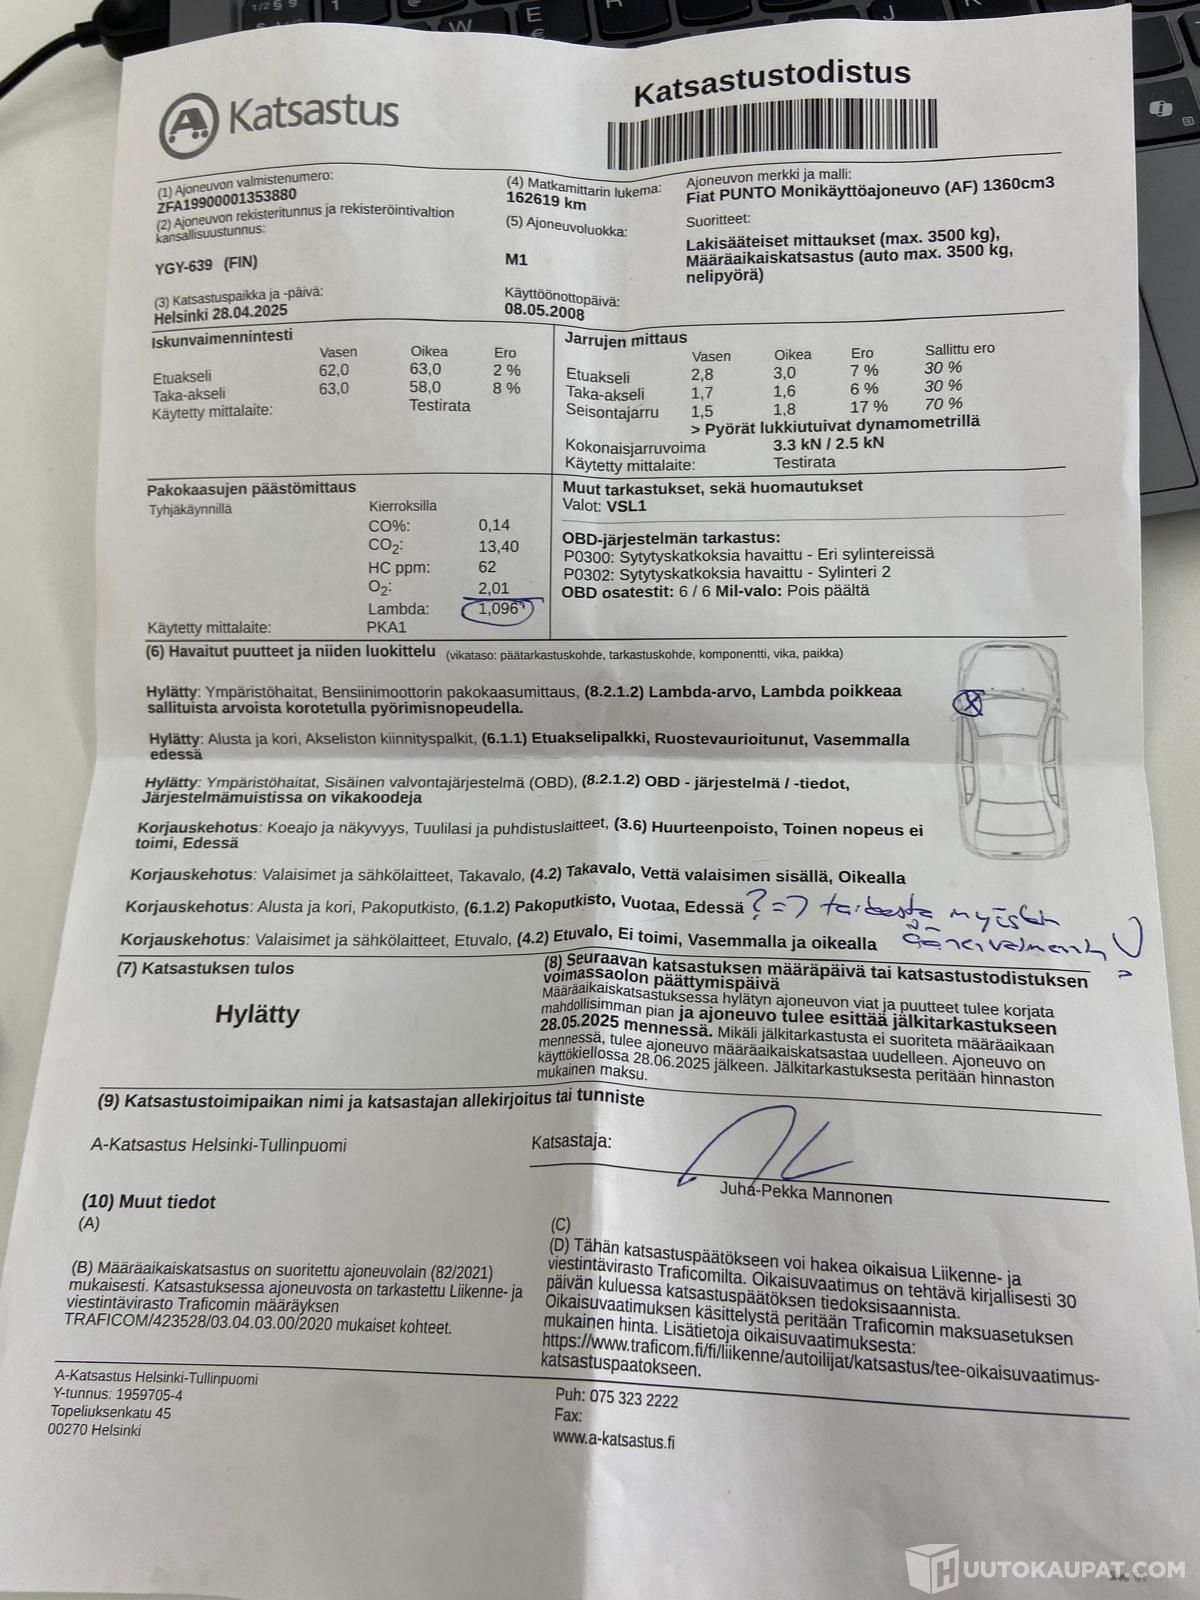 A Katsastus
Katsastustodistus
(1) Ajoneuvon valmistenumero:
ZFA19900001353880
(2) Ajoneuvon rekisteritunnus ja rekisteröintivaltion
kansallisuustunnus:
YGY-639 (FIN)
(3) Katsastuspaikka ja -päivä:
Helsinki 28.04.2025
(4) Matkamittarin lukema:
162619 km
(5) Ajoneuvoluokka:
M1
Käyttöönottopäivä:
08.05.2008
Ajoneuvon merkki ja malli:
Fiat PUNTO Monikäyttöajoneuvo (AF) 1360cm3
Suoritteet:
Lakisääteiset mittaukset (max. 3500 kg),
Määräaikaiskatsastus (auto max. 3500 kg,
nelipyörä)
Iskunvaimennintesti
Vasen Oikea Ero
Etuakseli 62,0 63,0 2 %
Taka-akseli 63,0 58,0 8 %
Käytetty mittalaite: Testirata
Jarrujen mittaus
Vasen Oikea Ero Sallittu ero
Etuakseli 2,8 3,0 7 % 30 %
Taka-akseli 1,7 1,6 6 % 30 %
Seisontajarru 1,5 1,8 17 % 70 %
> Pyörät lukkiutuivat dynamometrillä
Kokonaisjarruvoima 3.3 kN / 2.5 kN
Käytetty mittalaite: Testirata
Pakokaasujen päästömittaus
Tyhjäkäynnillä Kierroksilla
CO%: 0,14
CO2: 13,40
HC ppm: 62
O2: 2,01
Lambda: 1,096
Käytetty mittalaite: PKA1
Muut tarkastukset, sekä huomautukset
Valot: VSL1
OBD-järjestelmän tarkastus:
P0300: Sytytyskatkoksia havaittu - Eri sylintereissä
P0302: Sytytyskatkoksia havaittu - Sylinteri 2
OBD osatestit: 6 / 6 Mil-valo: Pois päältä
(6) Havaitut puutteet ja niiden luokittelu (vikataso: päätarkastuskohde, tarkastuskohde, komponentti, vika, paikka)
Hylätty: Ympäristöhaitat, Bensiinimoottorin pakokaasumittaus, (8.2.1.2) Lambda-arvo, Lambda poikkeaa
sallituista arvoista korotetulla pyörimisnopeudella.
Hylätty: Alusta ja kori, Akseliston kiinnityspalkit, (6.1.1) Etuakselipalkki, Ruostevaurioitunut, Vasemmalla
edessä
Hylätty: Ympäristöhaitat, Sisäinen valvontajärjestelmä (OBD), (8.2.1.2) OBD - järjestelmä / -tiedot,
Järjestelmämuistissa on vikakoodeja
Korjauskehotus: Koeajo ja näkyvyys, Tuulilasi ja puhdistuslaitteet, (3.6) Huurteenpoisto, Toinen nopeus ei
toimi, Edessä
Korjauskehotus: Valaisimet ja sähkölaitteet, Takavalo, (4.2) Takavalo, Vettä valaisimen sisällä, Oikealla
Korjauskehotus: Alusta ja kori, Pakoputkisto, (6.1.2) Pakoputkisto, Vuotaa, Edessä ? =>
Korjauskehotus: Valaisimet ja sähkölaitteet, Etuvalo, (4.2) Etuvalo, Ei toimi, Vasemmalla ja oikealla
(7) Katsastuksen tulos
Hylätty
(8) Seuraavan katsastuksen määräpäivä tai katsastustodistuksen
voimassaolon päättymispäivä
Määräaikaiskatsastuksessa hylätyn ajoneuvon viat ja puutteet tulee korjata
mahdollisimman pian ja ajoneuvo tulee esittää jälkitarkastukseen
28.05.2025 mennessä. Mikäli jälkitarkastusta ei suoriteta määräaikaan
mennessä, tulee ajoneuvo määräaikaiskatsastaa uudelleen. Ajoneuvo on
käyttökiellossa 28.06.2025 jälkeen. Jälkitarkastuksesta peritään hinnaston
mukainen maksu.
(9) Katsastustoimipaikan nimi ja katsastajan allekirjoitus tai tunniste
A-Katsastus Helsinki-Tullinpuomi
Katsastaja:
Juha-Pekka Mannonen
(10) Muut tiedot
(A)
(B) Määräaikaiskatsastus on suoritettu ajoneuvolain (82/2021)
mukaisesti. Katsastuksessa ajoneuvosta on tarkastettu Liikenne- ja
viestintävirasto Traficomin määräyksen
TRAFICOM/423528/03.04.03.00/2020 mukaiset kohteet.
(C)
(D) Tähän katsastuspäätökseen voi hakea oikaisua Liikenne- ja
viestintävirasto Traficomilta. Oikaisuvaatimus on tehtävä kirjallisesti 30
päivän kuluessa katsastuspäätöksen tiedoksisaannista.
Oikaisuvaatimuksen käsittelystä peritään Traficomin maksuasetuksen
mukainen hinta. Lisätietoja oikaisuvaatimuksesta:
https://www.traficom.fi/fi/liikenne/autoilijat/katsastus/tee-oikaisuvaatimus-
katsastuspaatokseen.
A-Katsastus Helsinki-Tullinpuomi
Y-tunnus: 1959705-4
Topeliuksenkatu 45
00270 Helsinki
Puh: 075 323 2222
Fax:
www.a-katsastus.fi
HUUTOKAUPAT.COM